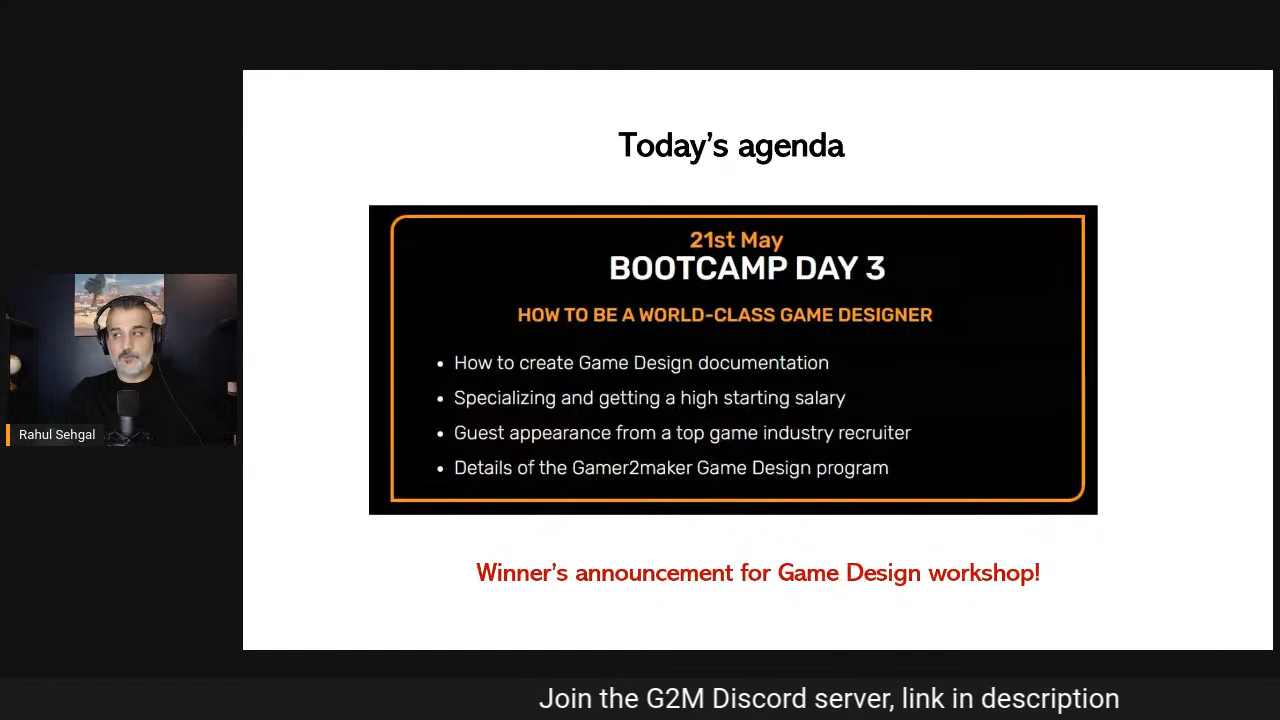 Today's agenda
21st May
BOOTCAMP DAY 3
HOW TO BE A WORLD-CLASS GAME DESIGNER
• How to create Game Design documentation
• Specializing and getting a high starting salary
• Guest appearance from a top game industry recruiter
• Details of the Gamer2maker Game Design program
Rahul Sehgal
Winner's announcement for Game Design workshop!
Join the G2M Discord server, link in description